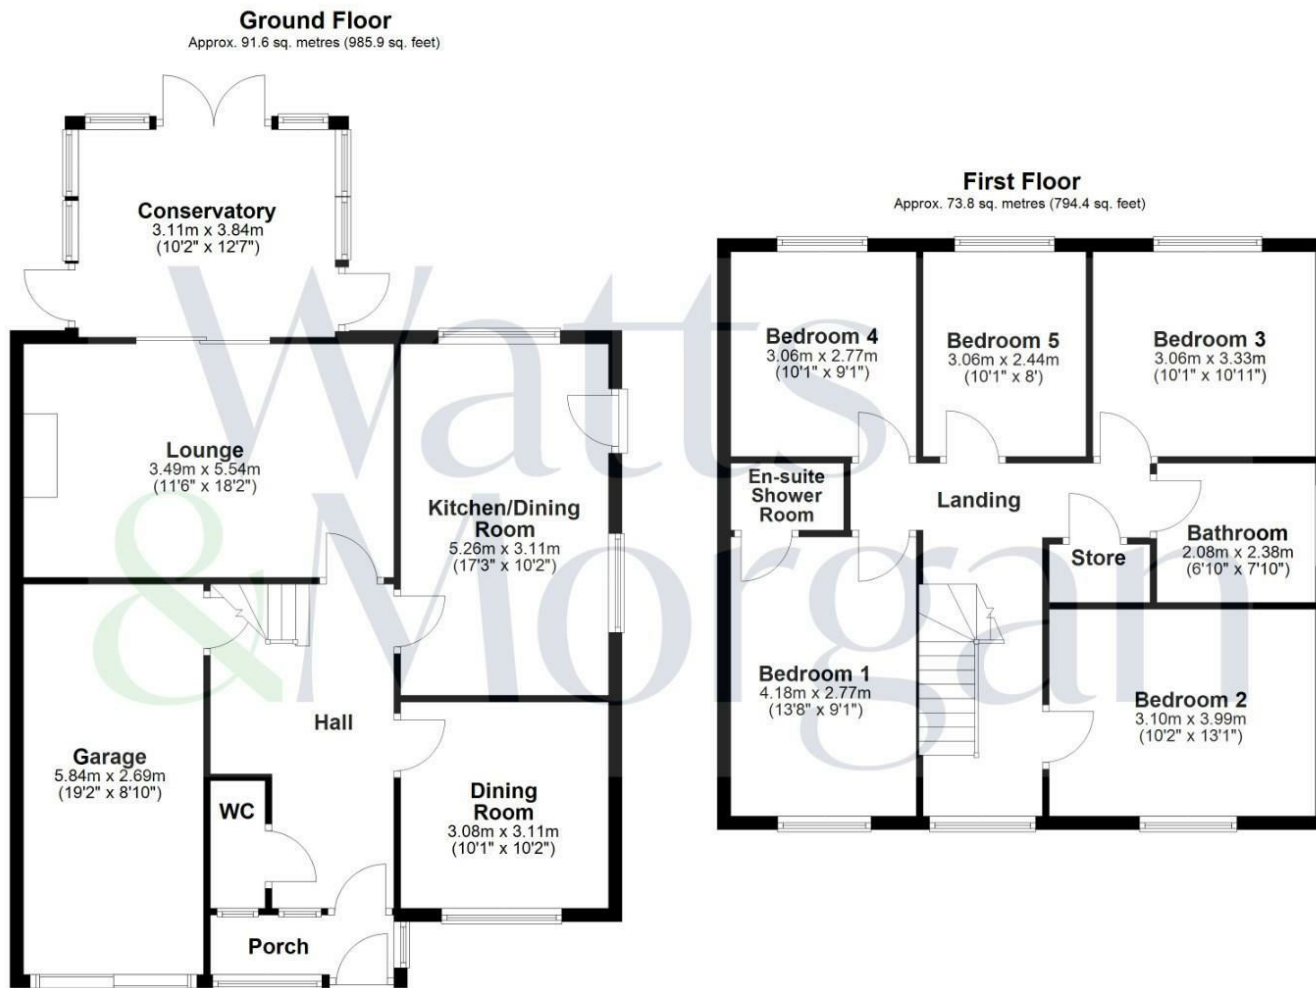 Ground Floor
Approx. 91.6 sq. metres (985.9 sq. feet)
Conservatory
3.11m x 3.84m
(10'2" x 12'7")
Lounge
3.49m x 5.54m
(11'6" x 18'2")
Kitchen/Dining
Room
5.26m x 3.11m
(17'3" x 10'2")
Hall
Garage
5.84m x 2.69m
(19'2" x 8'10")
WC
Dining
Room
3.08m x 3.11m
(10'1" x 10'2")
Porch
First Floor
Approx. 73.8 sq. metres (794.4 sq. feet)
Bedroom 4
3.06m x 2.77m
(10'1" x 9'1")
Bedroom 5
3.06m x 2.44m
(10'1" x 8')
Bedroom 3
3.06m x 3.33m
(10'1" x 10'11")
En-suite
Shower
Room
Landing
Bathroom
2.08m x 2.38m
(6'10" x 7'10")
Store
Bedroom 1
4.18m x 2.77m
(13'8" x 9'1")
Bedroom 2
3.10m x 3.99m
(10'2" x 13'1")
Watts
&Morgan